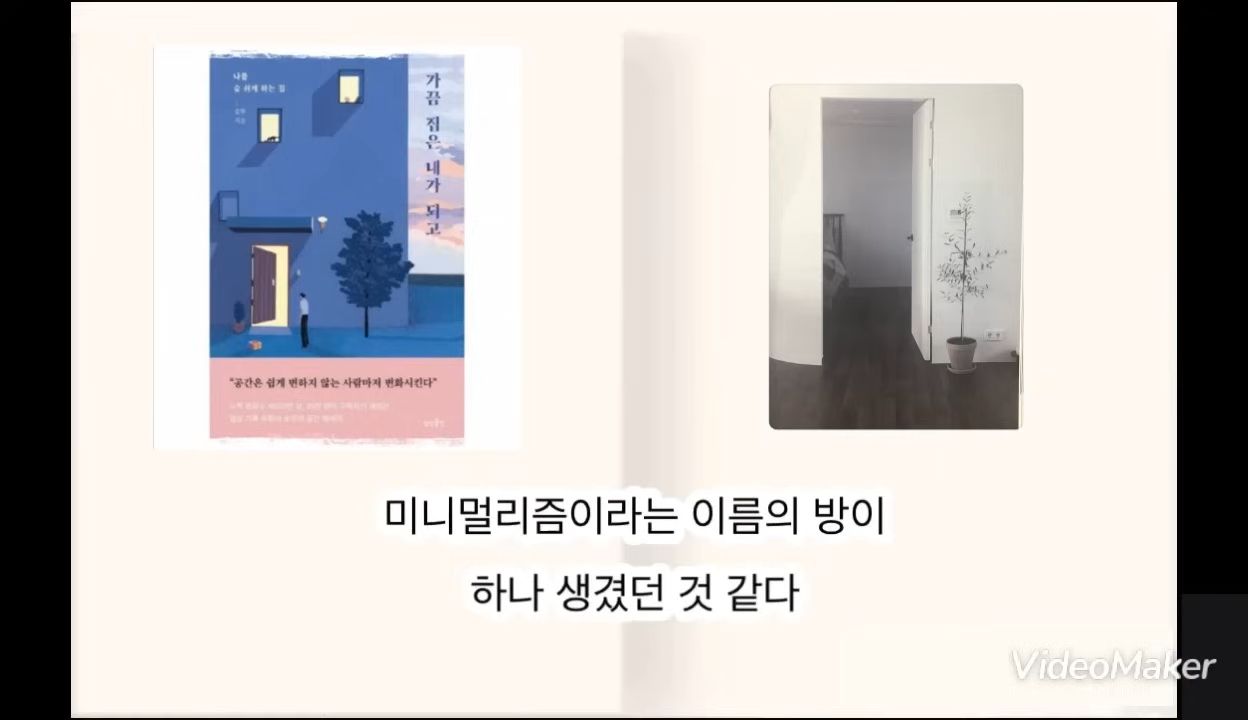 나를
숨 쉬게 하는 집
가끔 집은 내가 되고
"공간은 쉽게 변하지 않는 사람마저 변화시킨다"
미니멀리즘이라는 이름의 방이
하나 생겼던 것 같다
VideoMaker